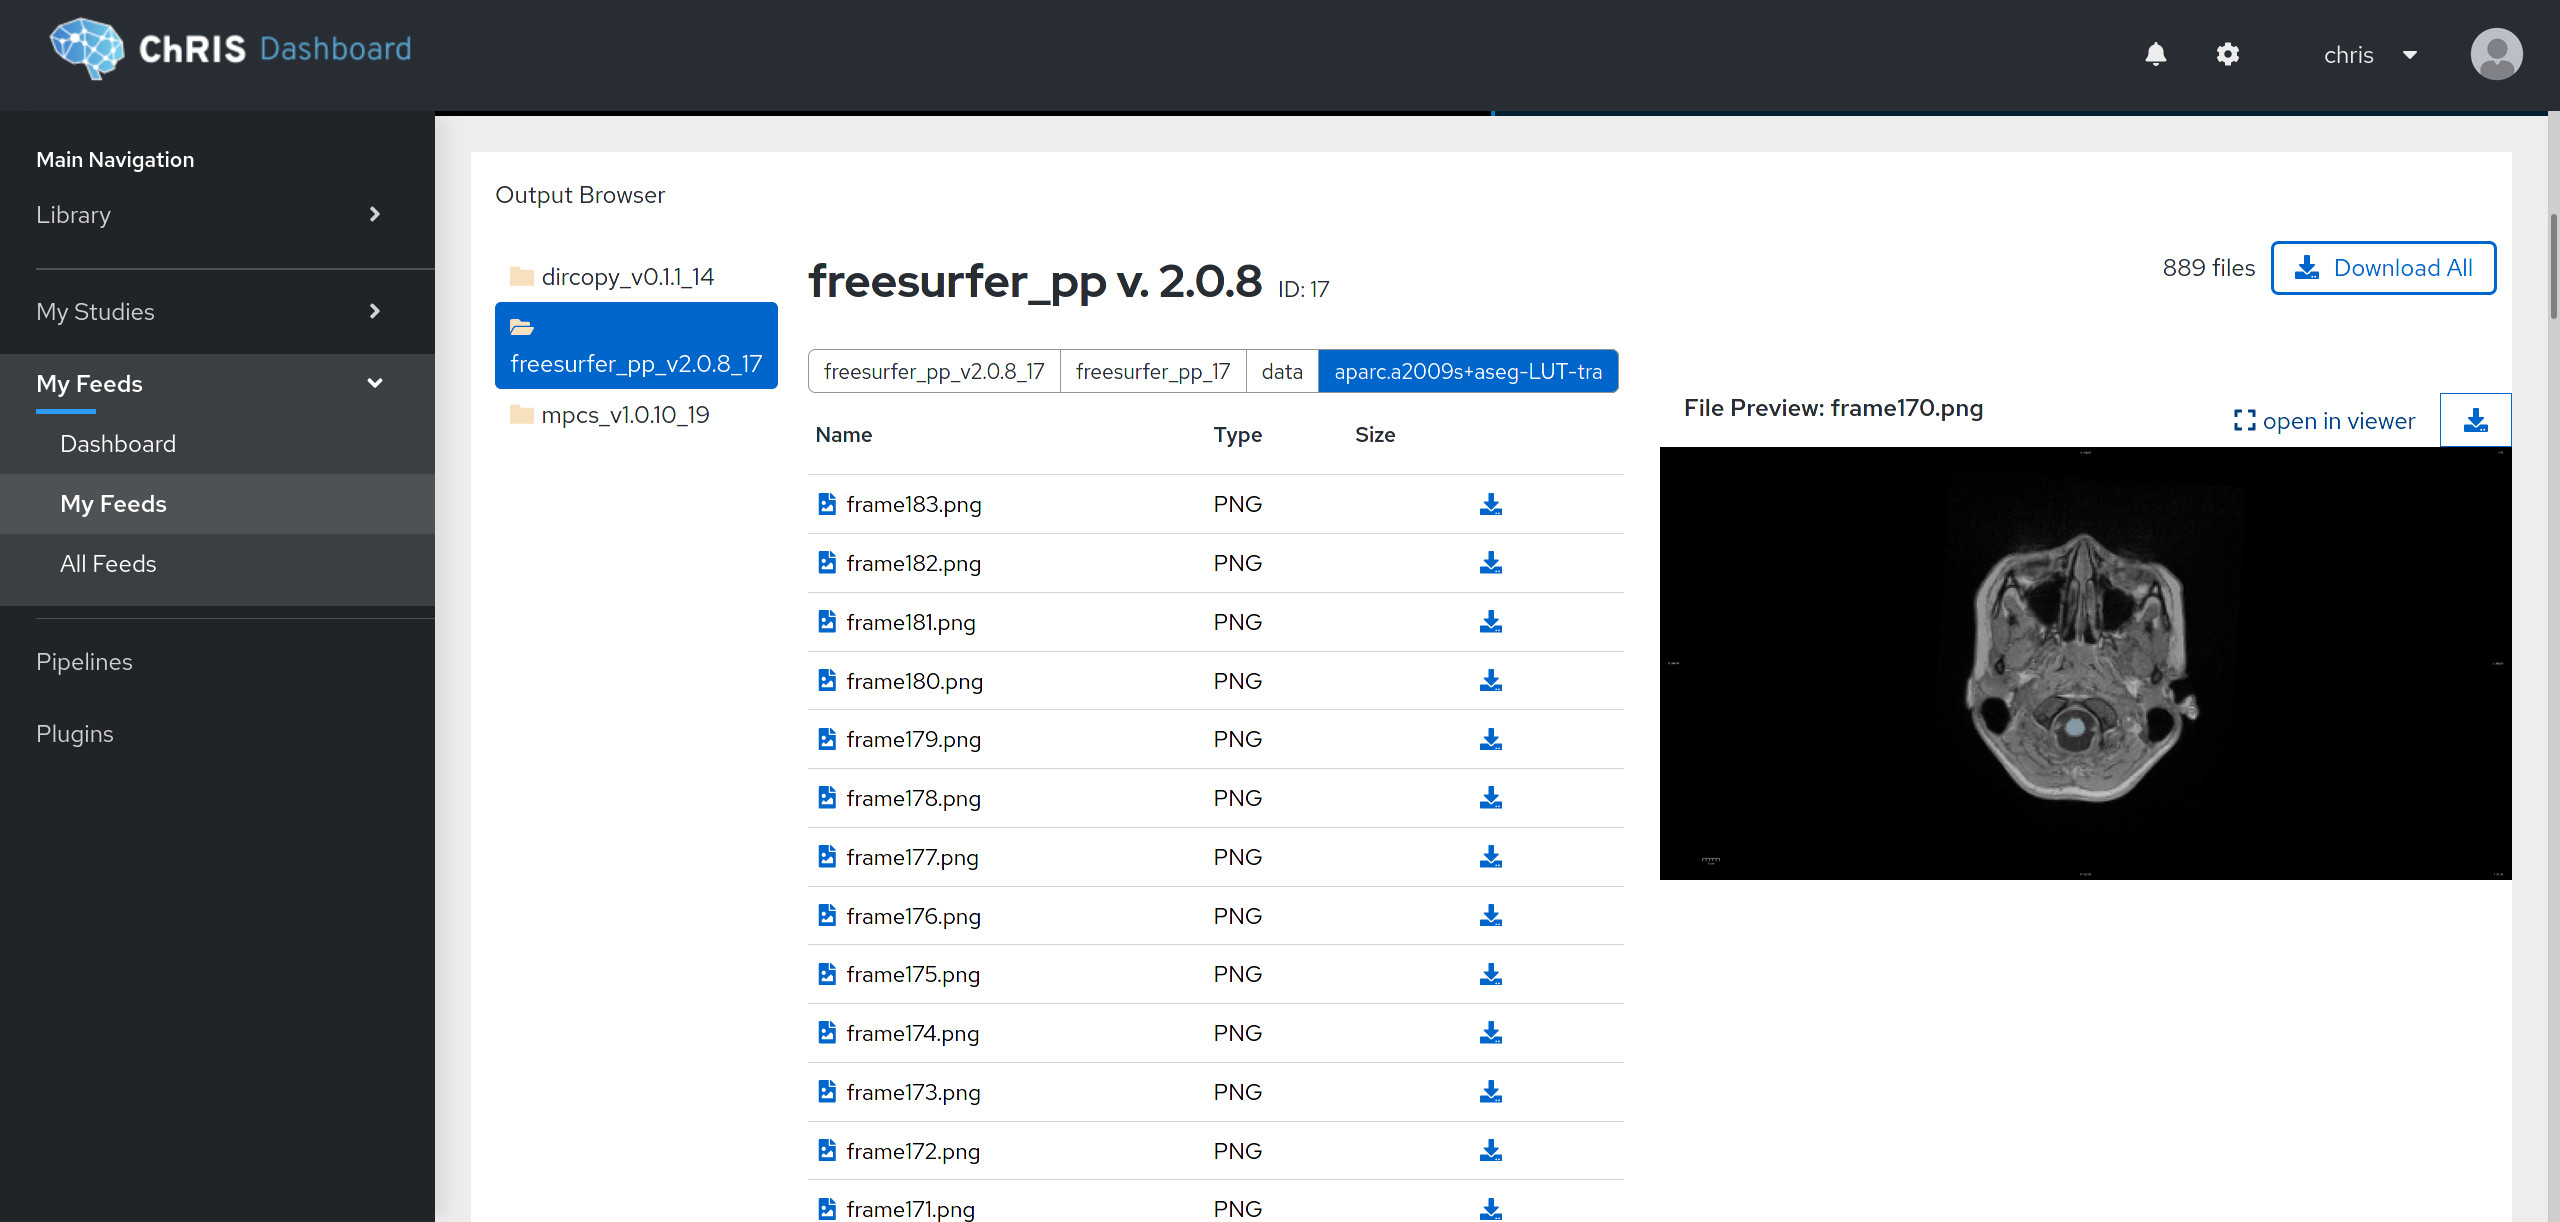 ChRIS Dashboard
chris
Main Navigation
Library
My Studies
My Feeds
Dashboard
My Feeds
All Feeds
Pipelines
Plugins
Output Browser
dircopy_v0.1.1_14
freesurfer_pp_v2.0.8_17
mpcs_v1.0.10_19
freesurfer_pp v. 2.0.8 ID: 17
889 files Download All
freesurfer_pp_v2.0.8_17 freesurfer_pp_17 data aparc.a2009s+aseg-LUT-tra
Name Type Size
frame183.png PNG
frame182.png PNG
frame181.png PNG
frame180.png PNG
frame179.png PNG
frame178.png PNG
frame177.png PNG
frame176.png PNG
frame175.png PNG
frame174.png PNG
frame173.png PNG
frame172.png PNG
frame171.png PNG
File Preview: frame170.png
open in viewer